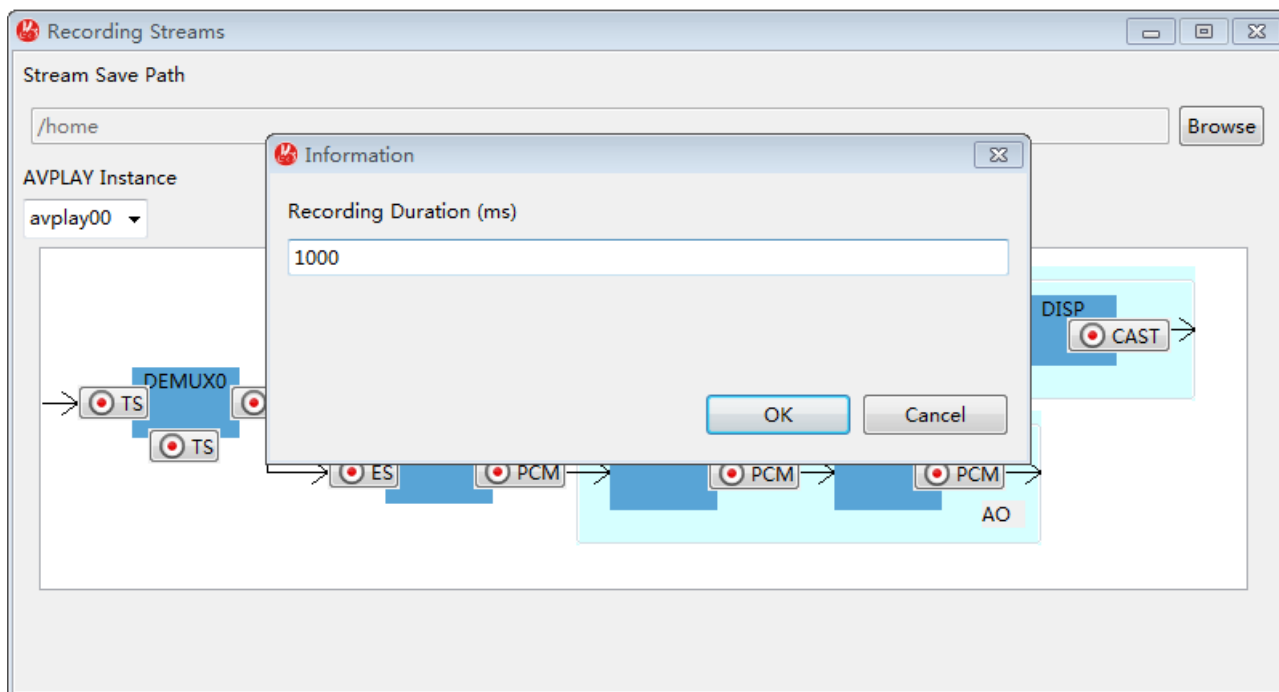 Recording Streams
Stream Save Path
/home
Browse
Information
AVPLAY Instance
avplay00
Recording Duration (ms)
1000
DISP
CAST
DEMUX0
TS
TS
OK
Cancel
ES
PCM
PCM
PCM
AO